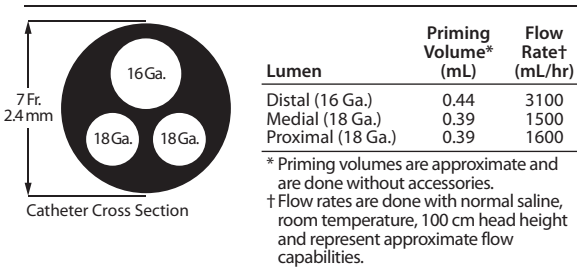 7 Fr.
2.4 mm
16 Ga.
18 Ga. 18 Ga.
Catheter Cross Section
Lumen Priming Volume* (mL) Flow Rate† (mL/hr)
Distal (16 Ga.) 0.44 3100
Medial (18 Ga.) 0.39 1500
Proximal (18 Ga.) 0.39 1600
* Priming volumes are approximate and
are done without accessories.
† Flow rates are done with normal saline,
room temperature, 100 cm head height
and represent approximate flow
capabilities.